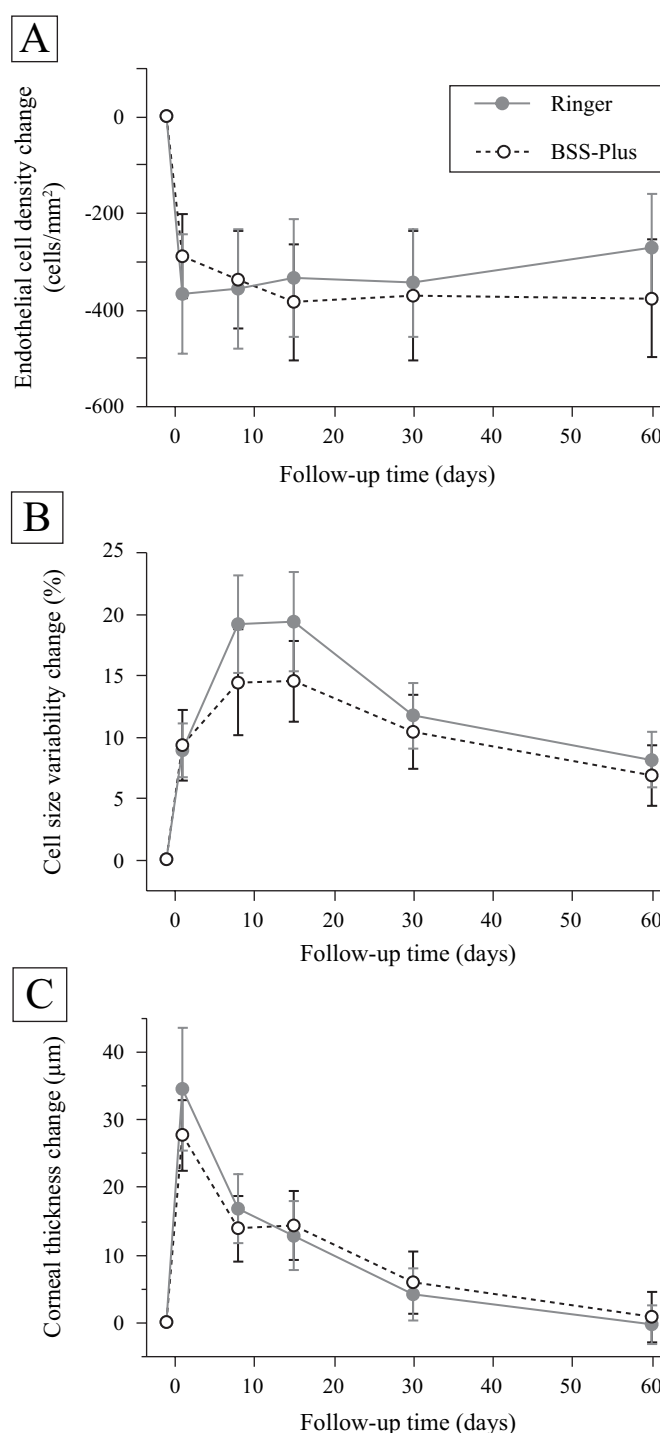 A
Endothelial cell density change
(cells/mm²)
0
-200
-400
-600
Ringer
BSS-Plus
0 10 20 30 40 50 60
Follow-up time (days)
B
Cell size variability change (%)
25
20
15
10
5
0
0 10 20 30 40 50 60
Follow-up time (days)
C
Corneal thickness change (µm)
40
30
20
10
0
0 10 20 30 40 50 60
Follow-up time (days)